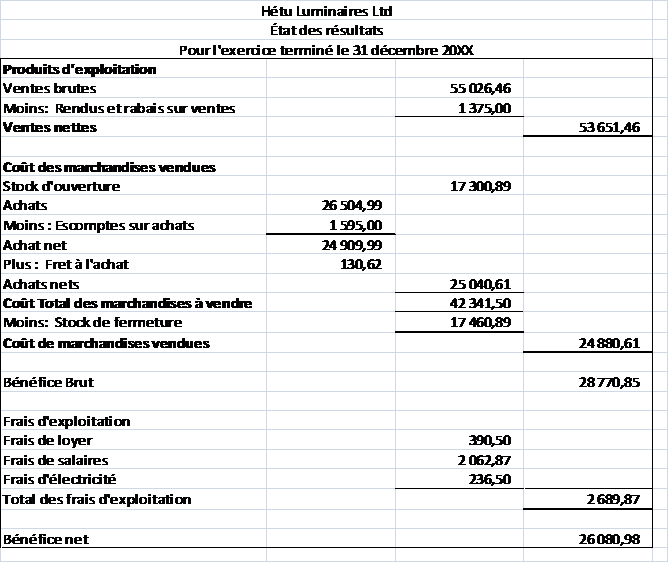 Hétu Luminaires Ltd
État des résultats
Pour l'exercice terminé le 31 décembre 20XX
Produits d'exploitation
Ventes brutes 55 026,46
Moins: Rendus et rabais sur ventes 1 375,00
Ventes nettes 53 651,46
Coût des marchandises vendues
Stock d'ouverture 17 300,89
Achats 26 504,99
Moins : Escomptes sur achats 1 595,00
Achat net 24 909,99
Plus : Fret à l'achat 130,62
Achats nets 25 040,61
Coût Total des marchandises à vendre 42 341,50
Moins: Stock de fermeture 17 460,89
Coût de marchandises vendues 24 880,61
Bénéfice Brut 28 770,85
Frais d'exploitation
Frais de loyer 390,50
Frais de salaires 2 062,87
Frais d'électricité 236,50
Total des frais d'exploitation 2 689,87
Bénéfice net 26 080,98